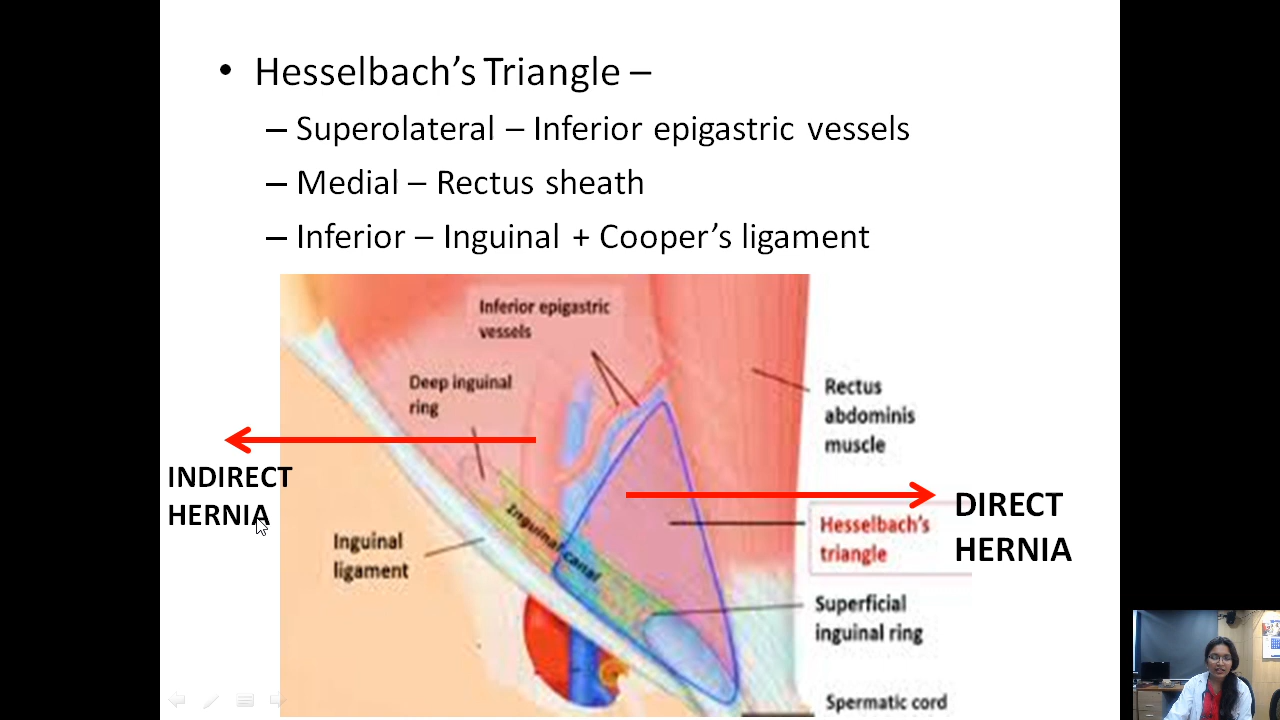 • Hesselbach’s Triangle –
– Superolateral – Inferior epigastric vessels
– Medial – Rectus sheath
– Inferior – Inguinal + Cooper’s ligament
Inferior epigastric
vessels
Deep inguinal
ring
Rectus
abdominis
muscle
INDIRECT
HERNIA
DIRECT
HERNIA
Hesselbach's
triangle
Inguinal canal
Inguinal
ligament
Superficial
inguinal ring
Spermatic cord